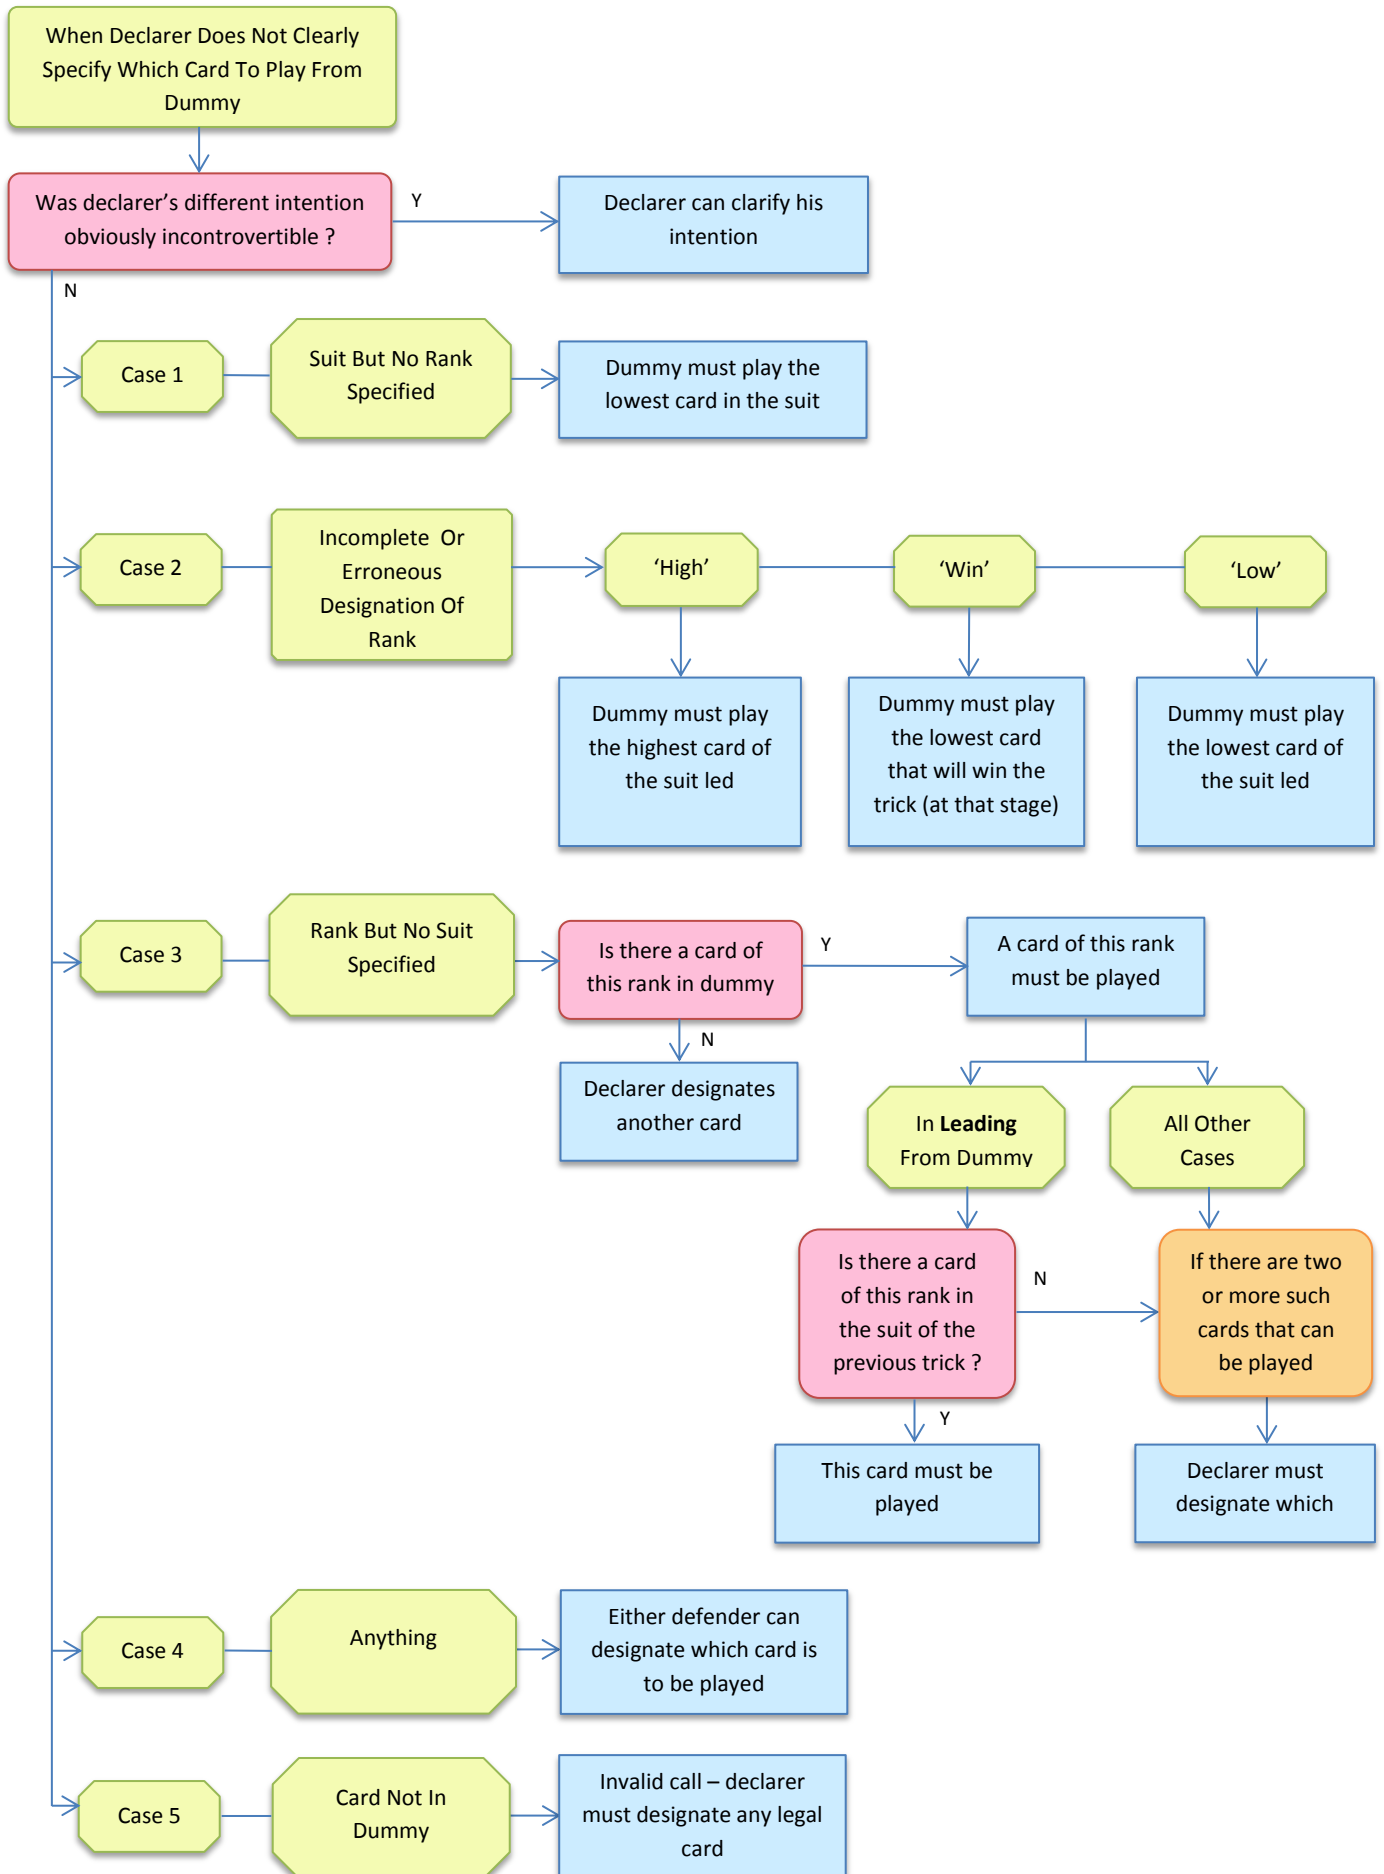 When Declarer Does Not Clearly
Specify Which Card To Play From
Dummy
Was declarer’s different intention
obviously incontrovertible ?
Y
Declarer can clarify his
intention
N
Case 1
Suit But No Rank
Specified
Dummy must play the
lowest card in the suit
Case 2
Incomplete Or
Erroneous
Designation Of
Rank
‘High’
‘Win’
‘Low’
Dummy must play
the highest card of
the suit led
Dummy must play
the lowest card
that will win the
trick (at that stage)
Dummy must play
the lowest card of
the suit led
Case 3
Rank But No Suit
Specified
Is there a card of
this rank in dummy
Y
A card of this rank
must be played
N
Declarer designates
another card
In Leading
From Dummy
All Other
Cases
Is there a card
of this rank in
the suit of the
previous trick ?
N
If there are two
or more such
cards that can
be played
Y
This card must be
played
Declarer must
designate which
Case 4
Anything
Either defender can
designate which card is
to be played
Case 5
Card Not In
Dummy
Invalid call – declarer
must designate any legal
card